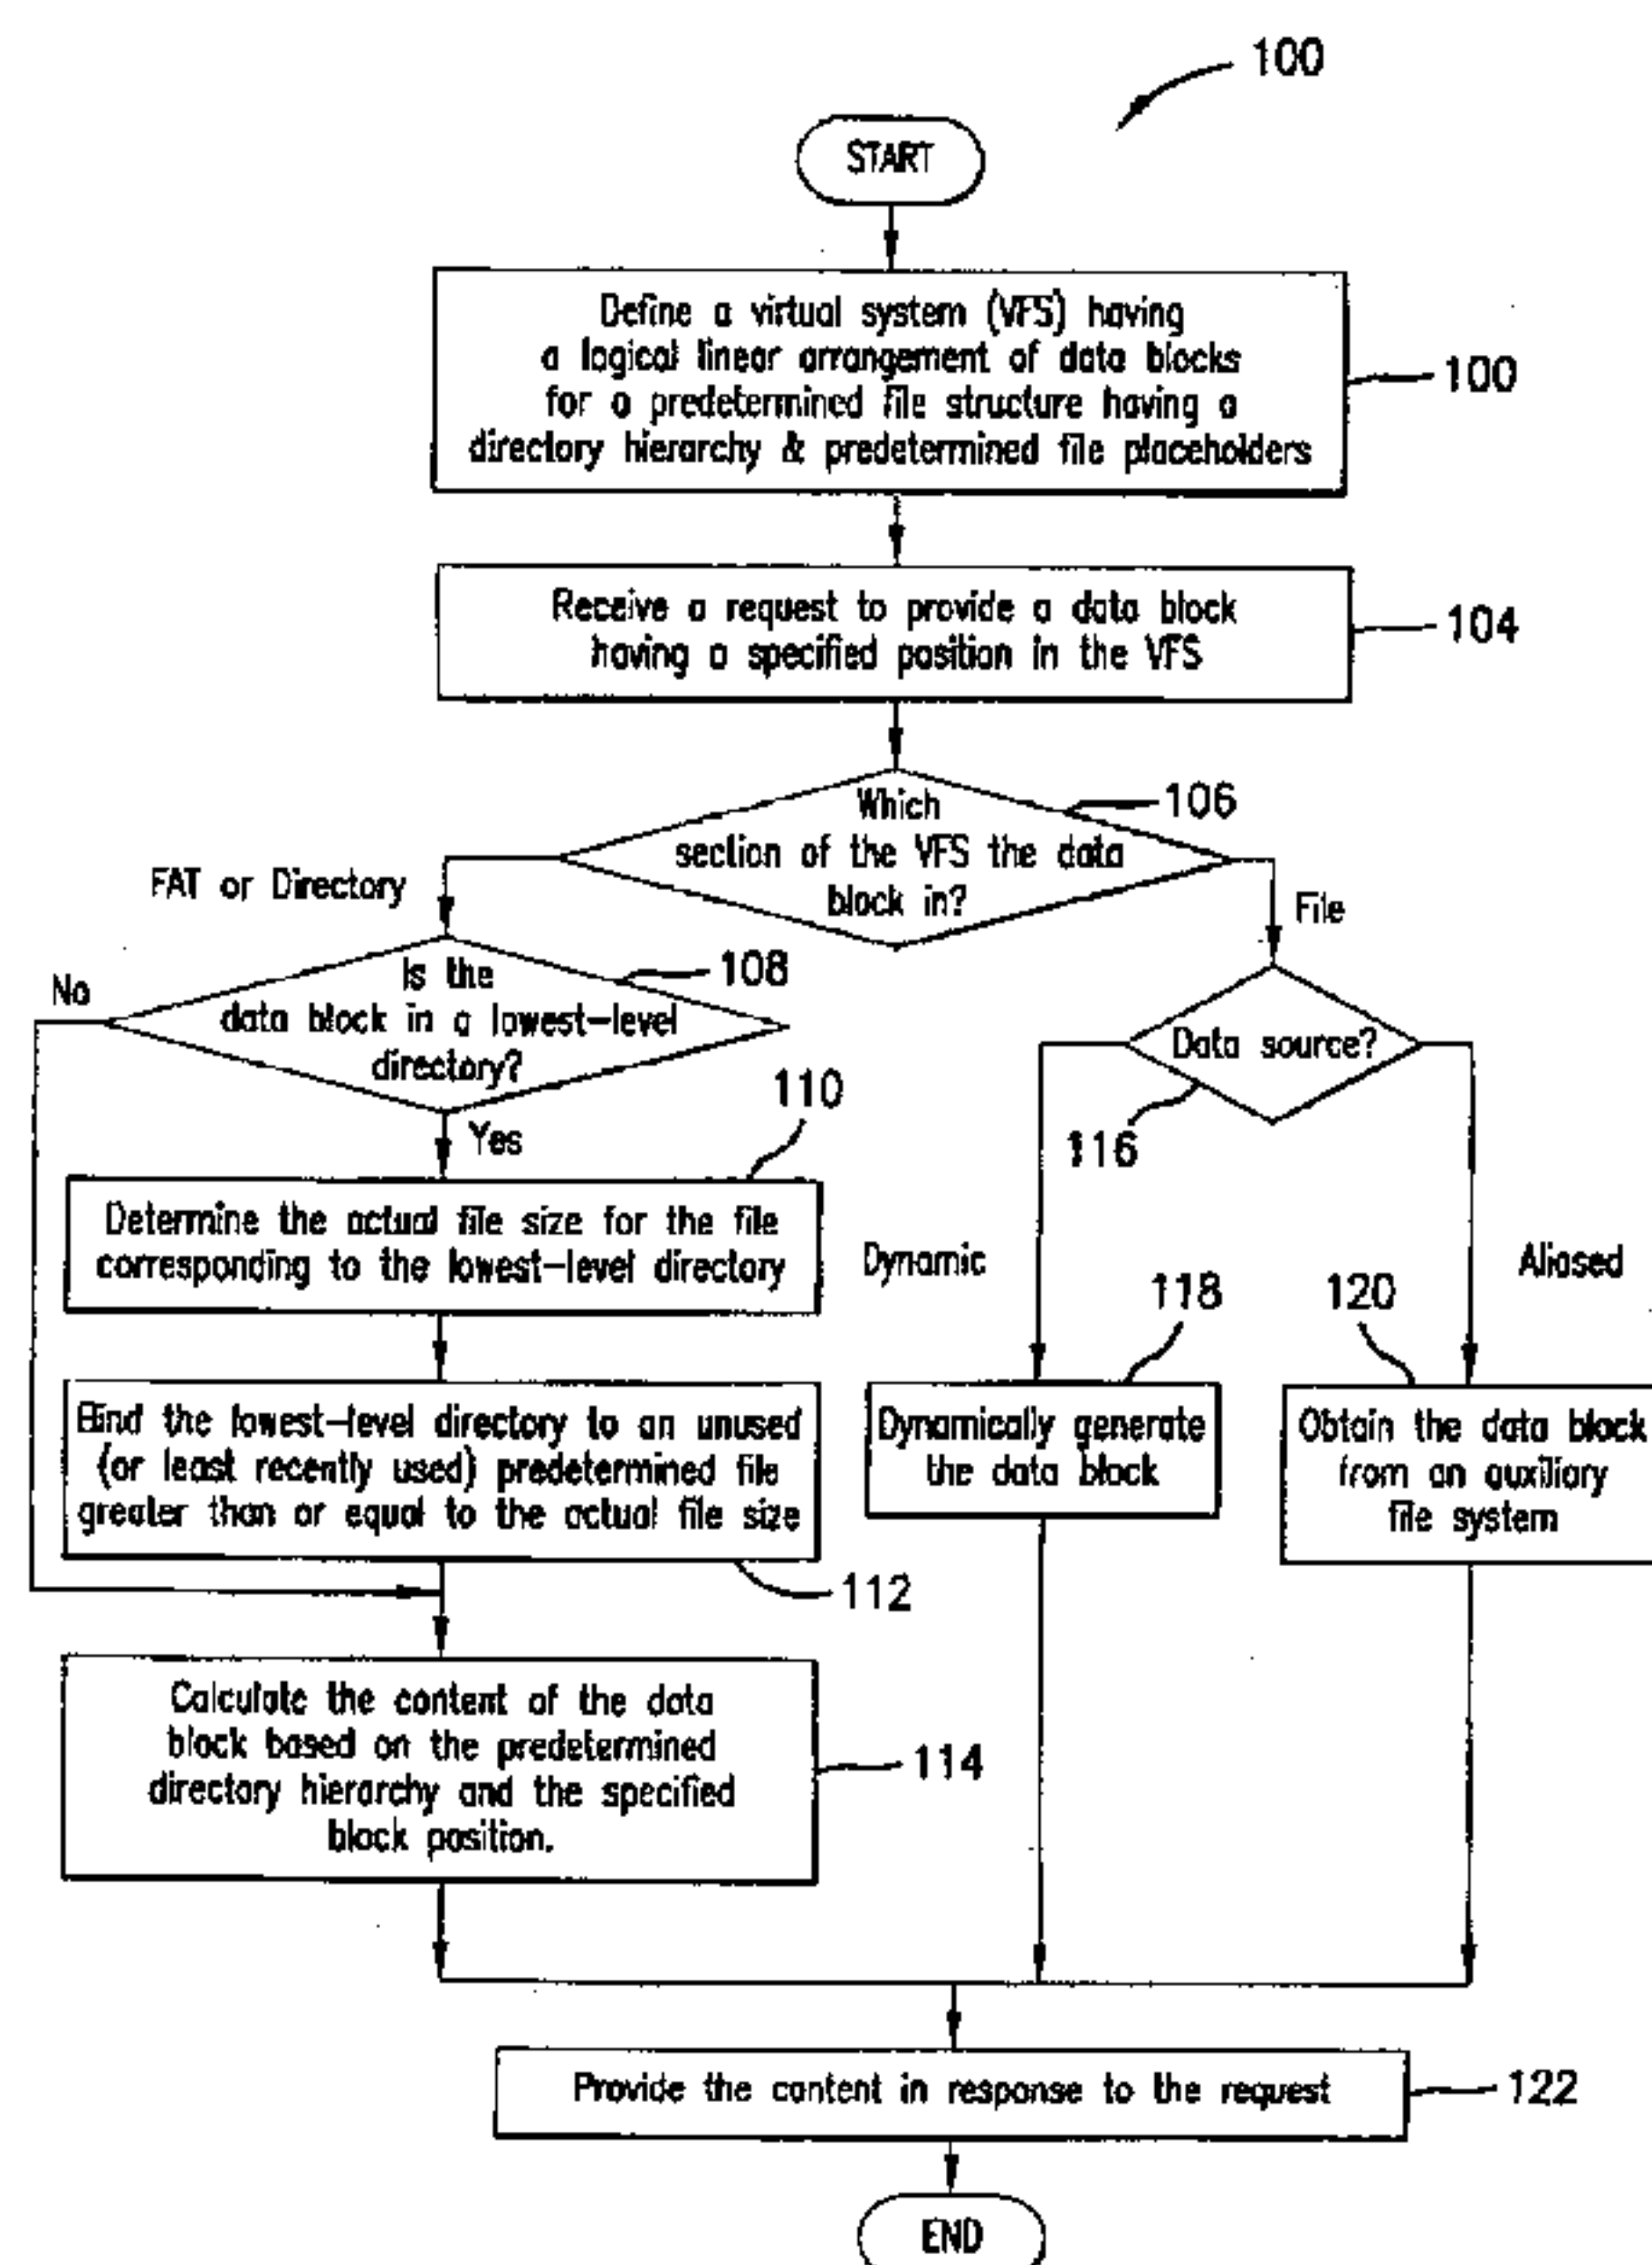 100
START
Define a virtual system (VFS) having
a logical linear arrangement of data blocks
for a predetermined file structure having a
directory hierarchy & predetermined file placeholders
100
Receive a request to provide a data block
having a specified position in the VFS
104
Which
section of the VFS the data
block in?
106
FAT or Directory
File
Is the
data block in a lowest-level
directory?
108
No
Yes
Data source?
116
110
Determine the actual file size for the file
corresponding to the lowest-level directory
Dynamic
Aliased
118
120
Bind the lowest-level directory to an unused
(or least recently used) predetermined file
greater than or equal to the actual file size
112
Dynamically generate
the data block
Obtain the data block
from an auxiliary
file system
Calculate the content of the data
block based on the predetermined
directory hierarchy and the specified
block position.
114
Provide the content in response to the request
122
END